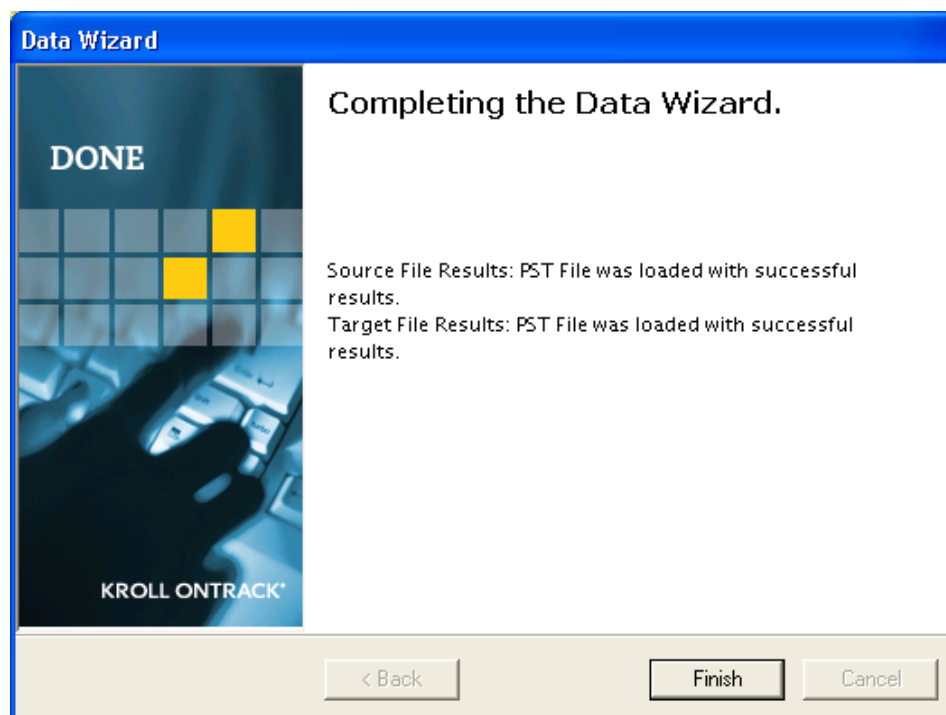 Data Wizard
DONE
KROLL ONTRACK
Completing the Data Wizard.
Source File Results: PST File was loaded with successful
results.
Target File Results: PST File was loaded with successful
results.
< Back
Finish
Cancel